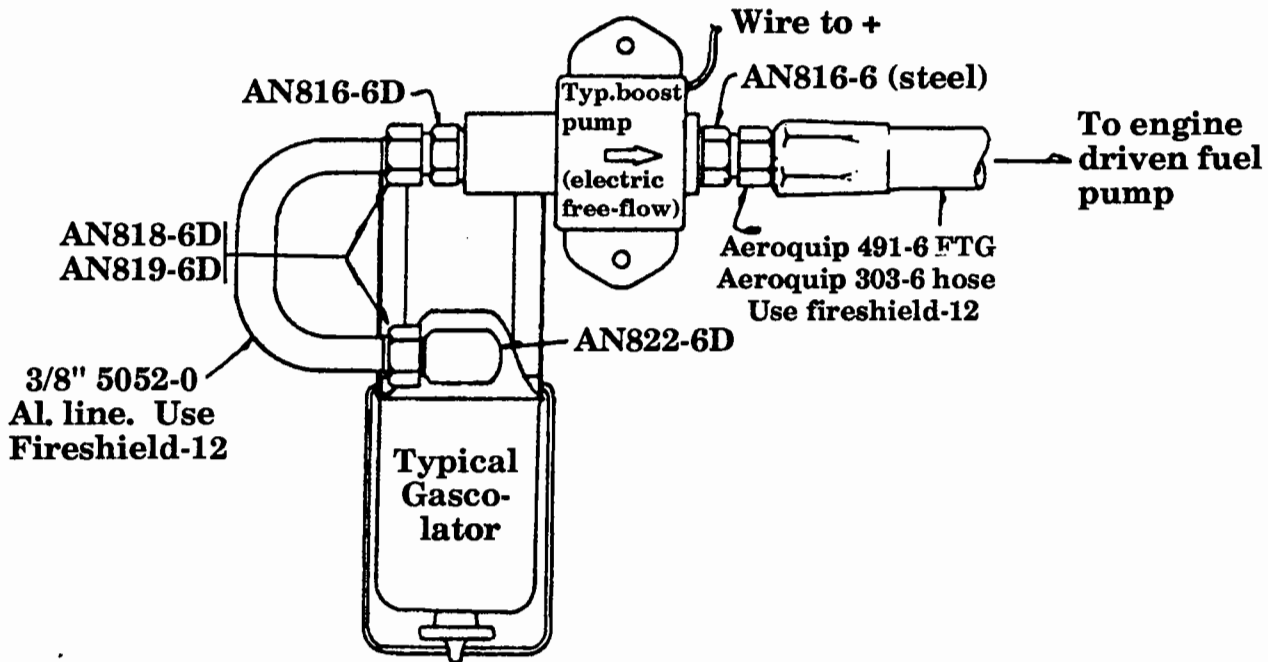 Wire to +
AN816-6 (steel)
AN816-6D
Typ.boost
pump
(electric
free-flow)
To engine
driven fuel
pump
AN818-6D
AN819-6D
Aeroquip 491-6 FTG
Aeroquip 303-6 hose
Use fireshield-12
AN822-6D
3/8" 5052-0
Al. line. Use
Fireshield-12
Typical
Gasco-
lator